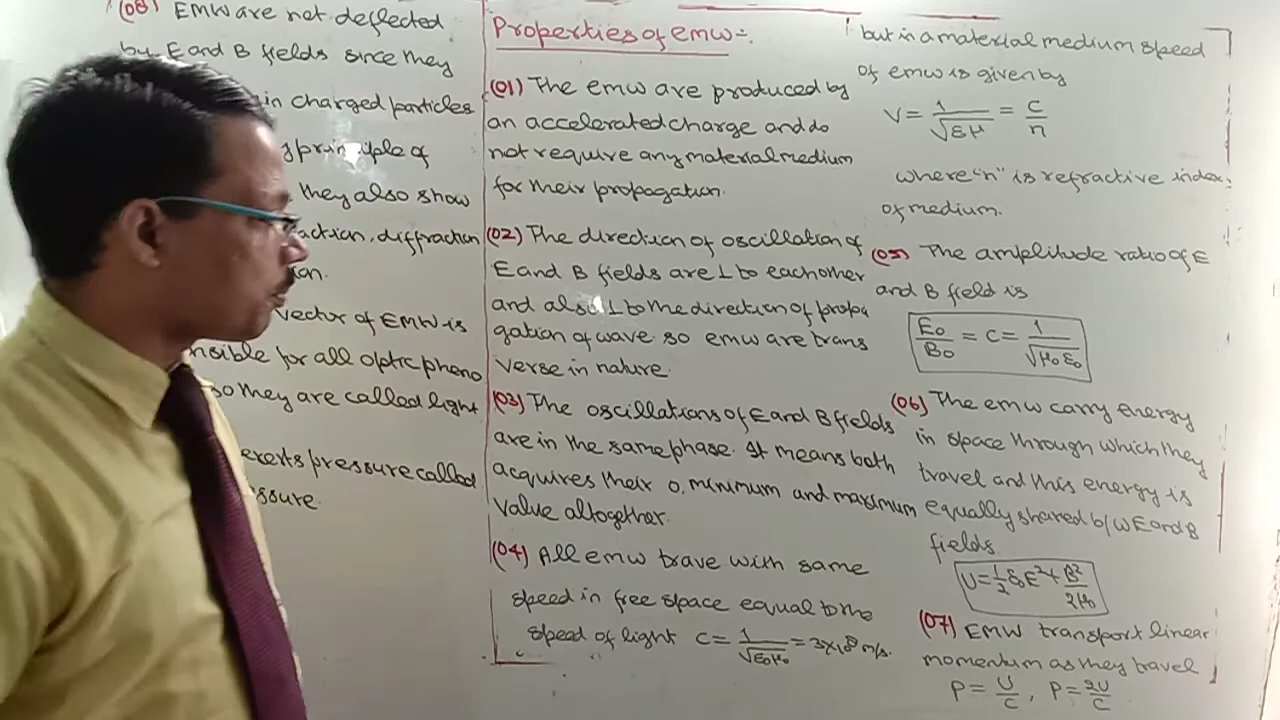 Properties of emw:-
(01) The emw are produced by
an accelerated charge and do
not require any material medium
for their propagation.
(02) The direction of oscillation of
E and B fields are ⊥ to each other
and also ⊥ to the direction of propa
gation of wave so emw are trans
verse in nature.
(03) The oscillations of E and B fields
are in the same phase. It means both
acquires their 0, minimum and maximum
value altogether.
(04) All emw trave with same
speed in free space equal to the
speed of light C = 1/√ε₀μ₀ = 3×10⁸ m/s.
but in a material medium speed
of emw is given by
V = 1/√εμ = C/n
where "n" is refractive index
of medium.
(05) The amplitude ratio of E
and B field is
E₀/B₀ = C = 1/√μ₀ε₀
(06) The emw carry energy
in space through which they
travel and this energy is
equally shared b/w E and B
fields
U = 1/2 ε₀E² + B²/2μ₀
(07) EMW transport linear
momentum as they travel
P = U/C, P = 2U/C
(08) EMW are not deflected
by E and B fields since they
in charged particles
principle of
they also show
diffraction
vector of EMW is
for all optic pheno
so they are called light
exerts pressure called